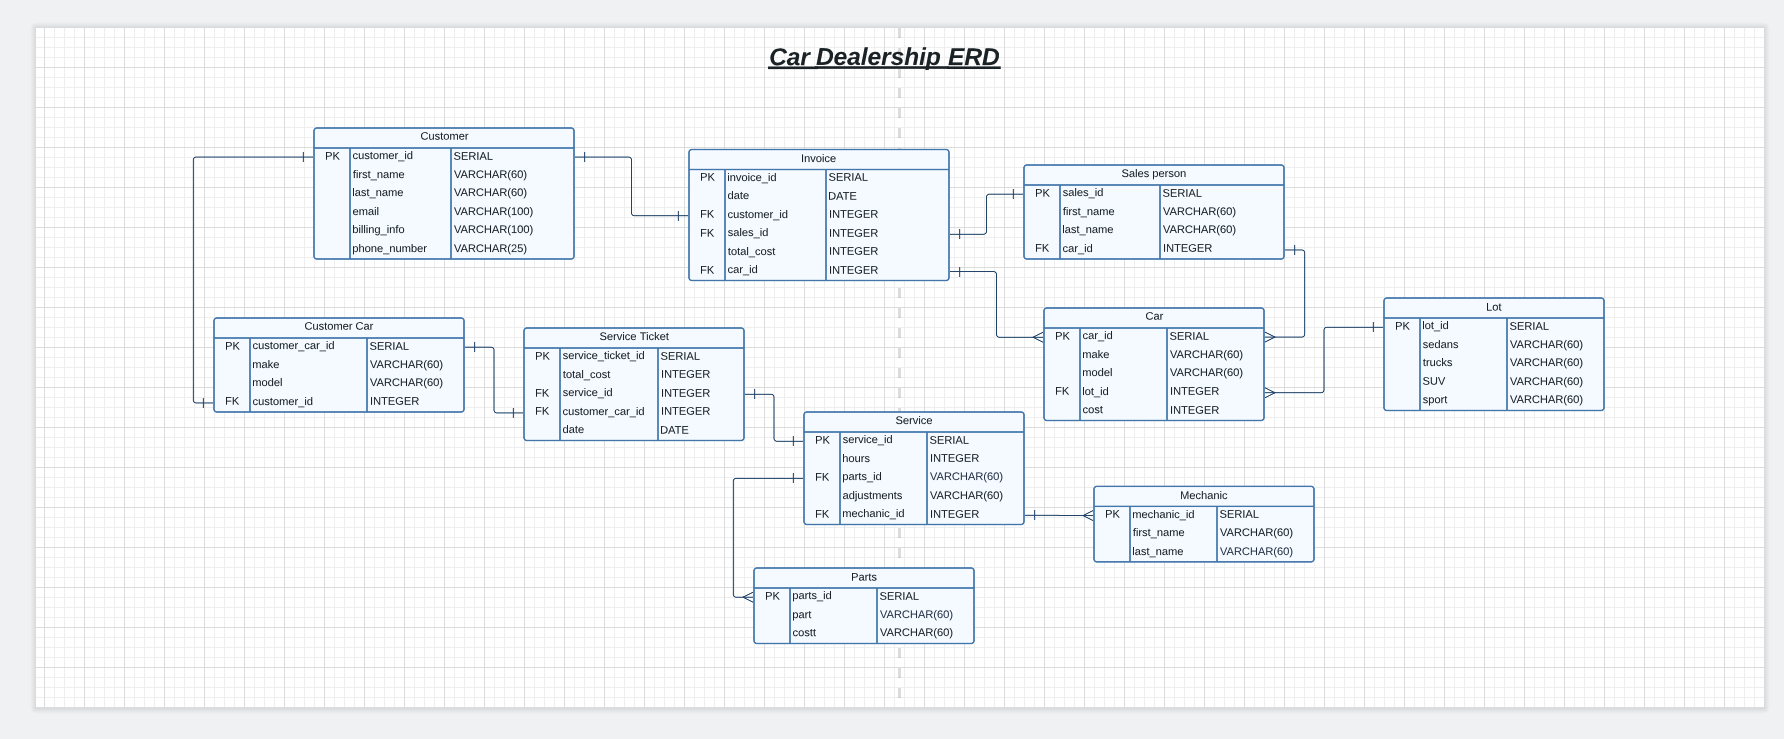 Car Dealership ERD
Customer
PK customer_id SERIAL
first_name VARCHAR(60)
last_name VARCHAR(60)
email VARCHAR(100)
billing_info VARCHAR(100)
phone_number VARCHAR(25)
Invoice
PK invoice_id SERIAL
date DATE
FK customer_id INTEGER
FK sales_id INTEGER
total_cost INTEGER
FK car_id INTEGER
Sales person
PK sales_id SERIAL
first_name VARCHAR(60)
last_name VARCHAR(60)
FK car_id INTEGER
Customer Car
PK customer_car_id SERIAL
make VARCHAR(60)
model VARCHAR(60)
FK customer_id INTEGER
Service Ticket
PK service_ticket_id SERIAL
total_cost INTEGER
FK service_id INTEGER
FK customer_car_id INTEGER
date DATE
Car
PK car_id SERIAL
make VARCHAR(60)
model VARCHAR(60)
FK lot_id INTEGER
cost INTEGER
Lot
PK lot_id SERIAL
sedans VARCHAR(60)
trucks VARCHAR(60)
SUV VARCHAR(60)
sport VARCHAR(60)
Service
PK service_id SERIAL
hours INTEGER
FK parts_id VARCHAR(60)
adjustments VARCHAR(60)
FK mechanic_id INTEGER
Mechanic
PK mechanic_id SERIAL
first_name VARCHAR(60)
last_name VARCHAR(60)
Parts
PK parts_id SERIAL
part VARCHAR(60)
costt VARCHAR(60)